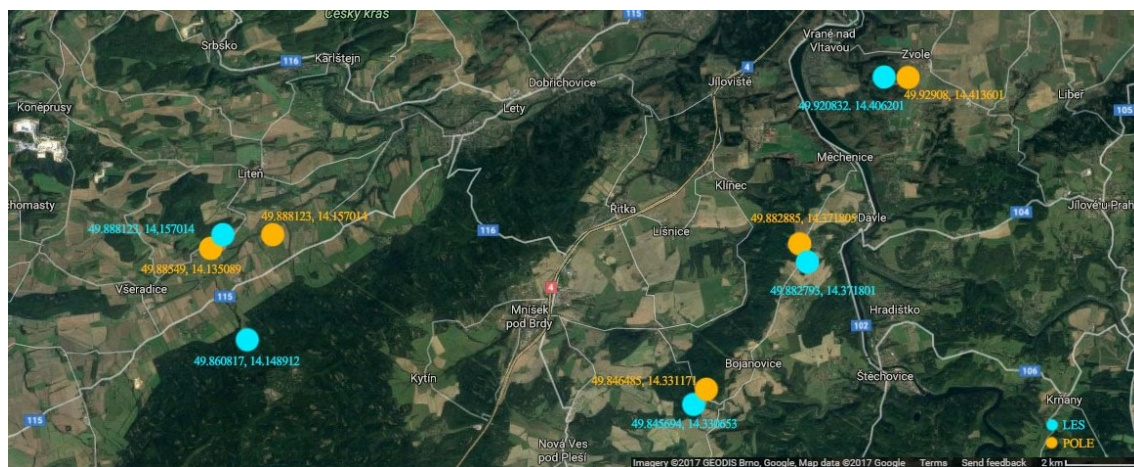 Český kras
115
Vrané nad
Vltavou
Srbsko
116
Karlštejn
4
Zvole
Dobřichovice
Jíloviště
Koněprusy
Lety
49.92908, 14.413601
49.920832, 14.406201
Libeř
105
Měchenice
Liteň
Klínec
chomasty
49.888123, 14.157014
49.888123, 14.157014
Řitka
49.882885, 14.371805
Davle
104
Jílové u Prah
116
Líšnice
49.88549, 14.135089
Všeradice
115
4
49.882793, 14.371801
Mníšek
pod Brdy
Hradištko
102
49.860817, 14.148912
Bojanovice
Kytín
49.846485, 14.331171
Štěchovice
106
Krňany
115
49.845694, 14.330653
LES
Nová Ves
pod Pleší
POLE
Imagery ©2017 GEODIS Brno, Google, Map data ©2017 Google Terms Send feedback 2 km